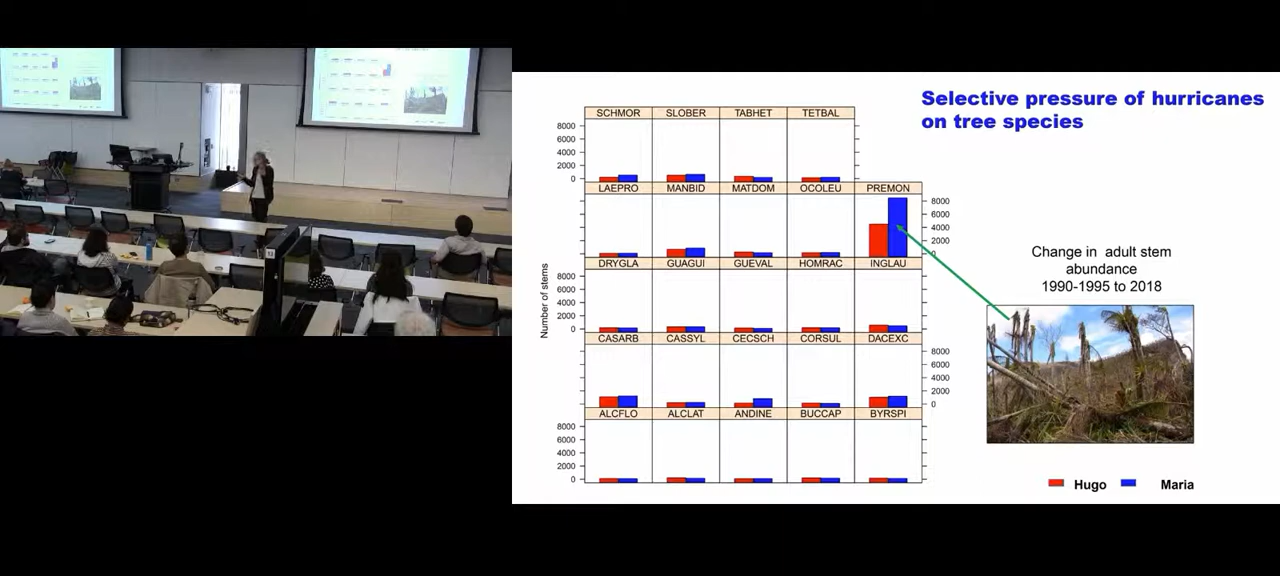 Selective pressure of hurricanes
on tree species
SCHMOR SLOBER TABHET TETBAL
8000
6000
4000
2000
0
LAEPRO MANBID MATDOM OCOLEU PREMON
8000
6000
4000
2000
0
DRYGLA GUAGUI GUEVAL HOMRAC INGLAU
8000
6000
4000
2000
0
CASARB CASSYL CECSCH CORSUL DACEXC
8000
6000
4000
2000
0
ALCFLO ALCLAT ANDINE BUCCAP BYRSPI
8000
6000
4000
2000
0
Number of stems
Change in adult stem
abundance
1990-1995 to 2018
Hugo Maria